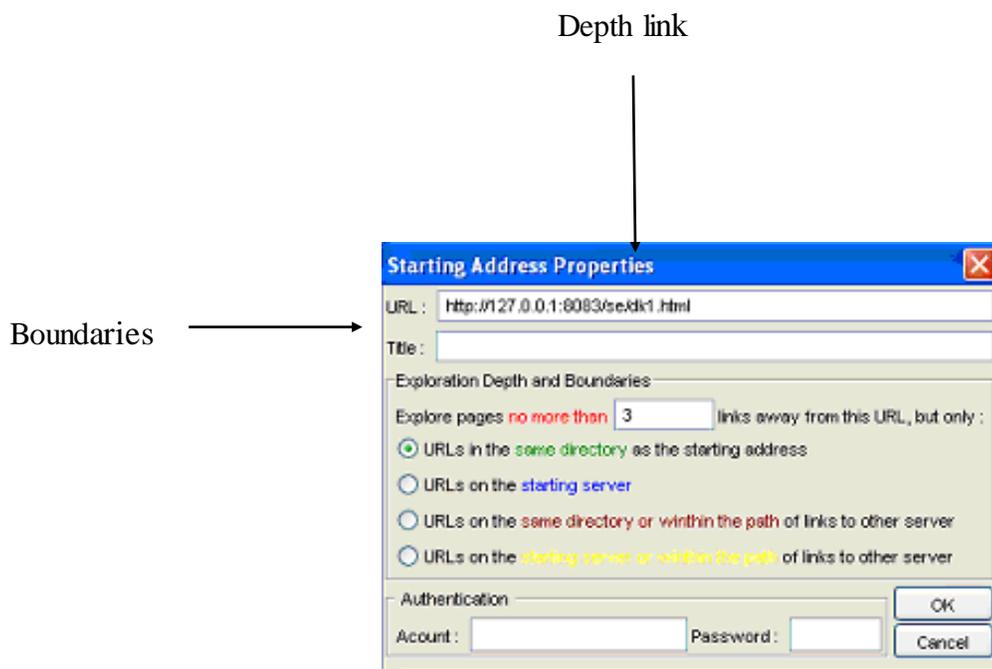 Depth link
Starting Address Properties
URL : http://127.0.0.1:8083/se/dk1.html
Boundaries
Title :
Exploration Depth and Boundaries
Explore pages no more than 3 links away from this URL, but only :
URLs in the same directory as the starting address
URLs on the starting server
URLs on the same directory or winthin the path of links to other server
URLs on the starting server or winthin the path of links to other server
Authentication
OK
Acount : Password :
Cancel